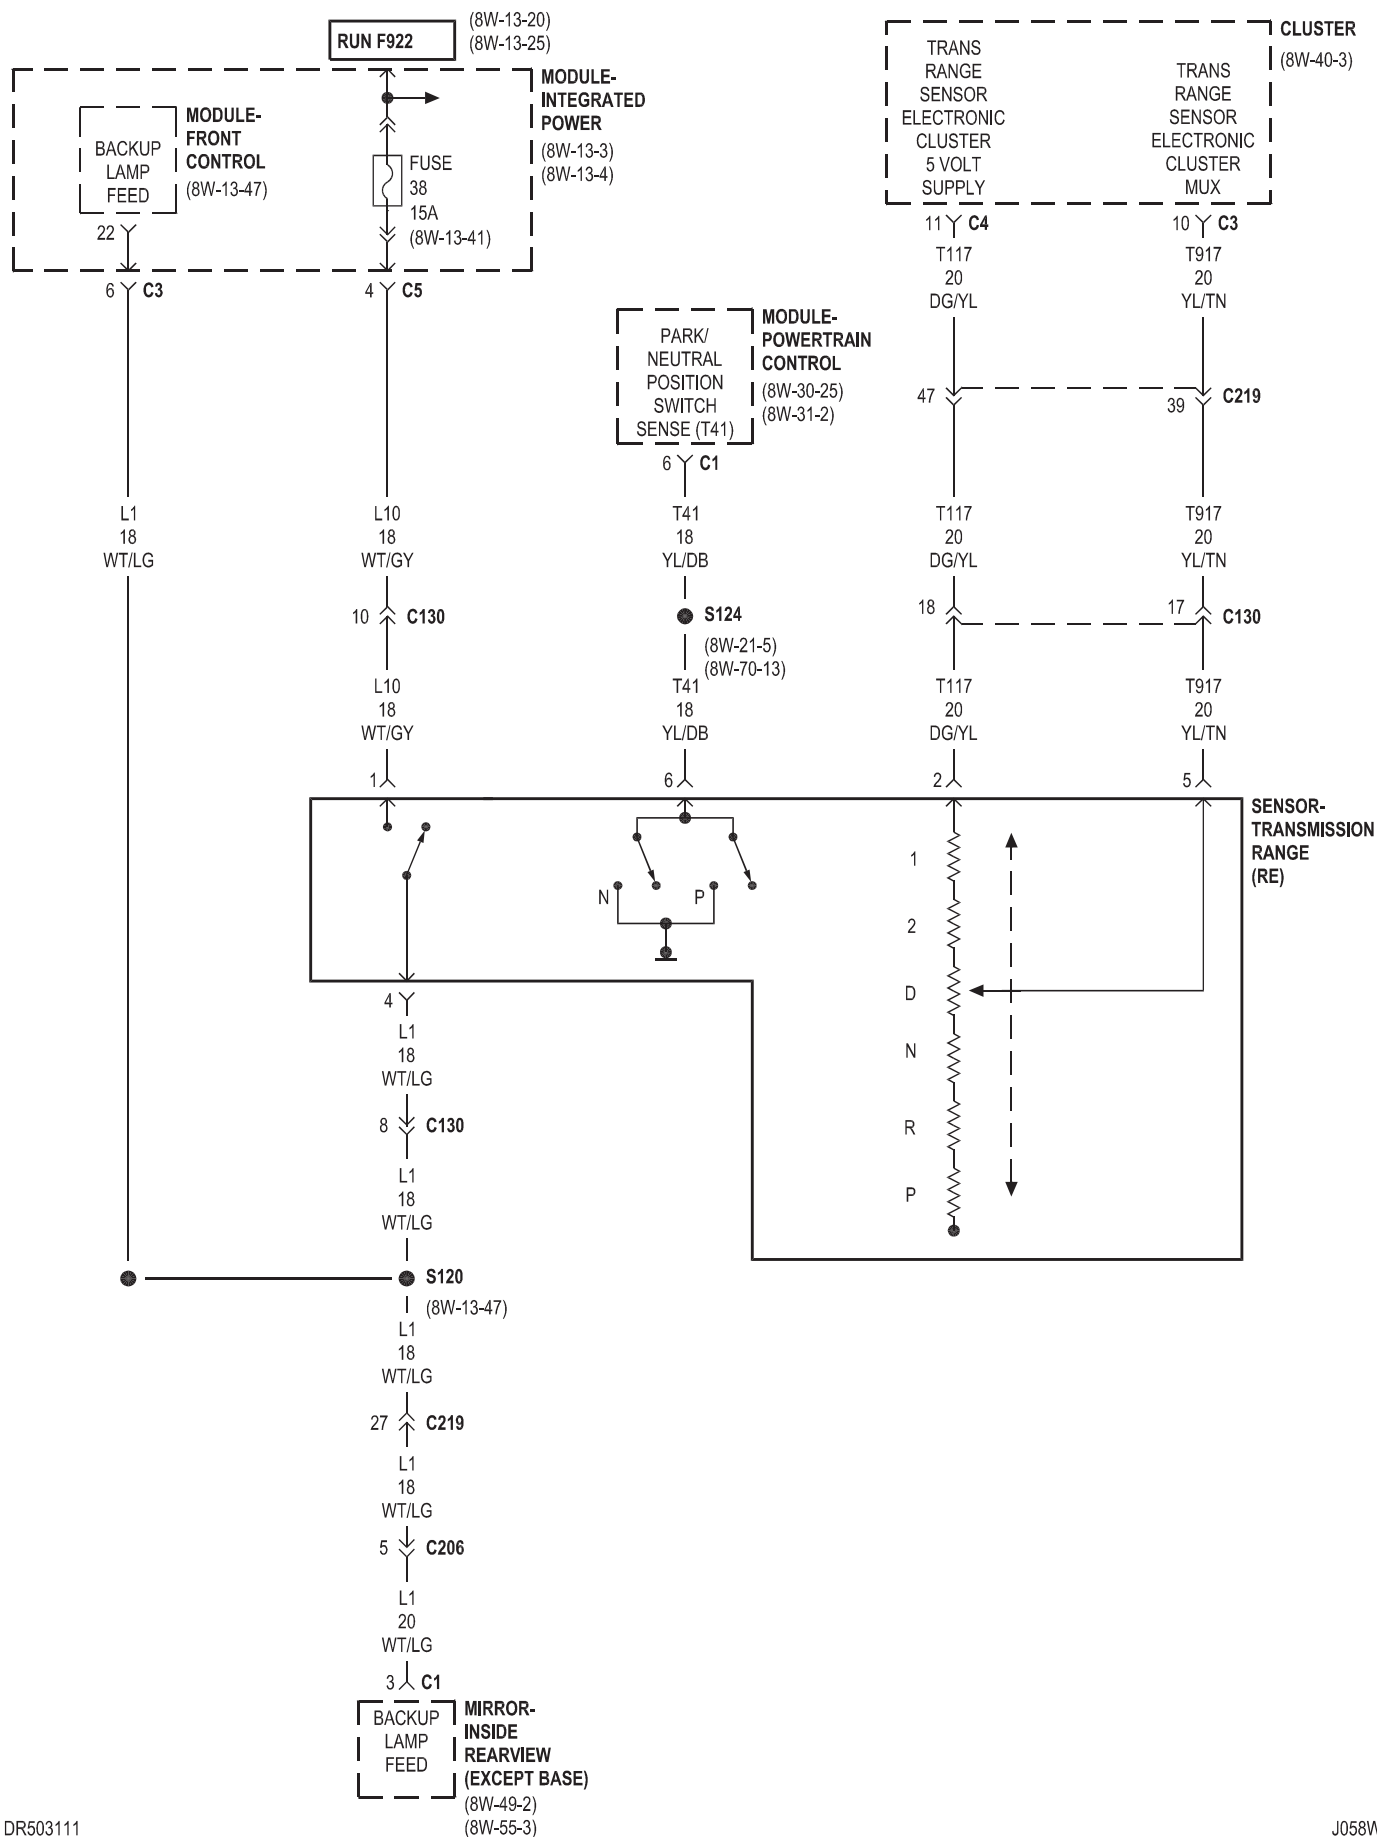 RUN F922
(8W-13-20)
(8W-13-25)
MODULE-
INTEGRATED
POWER
(8W-13-3)
(8W-13-4)
MODULE-
FRONT
CONTROL
(8W-13-47)
BACKUP
LAMP
FEED
22
6 C3
FUSE
38
15A
(8W-13-41)
4 C5
CLUSTER
(8W-40-3)
TRANS
RANGE
SENSOR
ELECTRONIC
CLUSTER
5 VOLT
SUPPLY
TRANS
RANGE
SENSOR
ELECTRONIC
CLUSTER
MUX
11 C4
10 C3
T117
20
DG/YL
T917
20
YL/TN
MODULE-
POWERTRAIN
CONTROL
(8W-30-25)
(8W-31-2)
PARK/
NEUTRAL
POSITION
SWITCH
SENSE (T41)
6 C1
47
39
C219
L1
18
WT/LG
L10
18
WT/GY
T41
18
YL/DB
T117
20
DG/YL
T917
20
YL/TN
10 C130
S124
(8W-21-5)
(8W-70-13)
18
17
C130
L10
18
WT/GY
T41
18
YL/DB
T117
20
DG/YL
T917
20
YL/TN
1
6
2
5
SENSOR-
TRANSMISSION
RANGE
(RE)
N
P
1
2
D
N
R
P
4
L1
18
WT/LG
8 C130
L1
18
WT/LG
S120
(8W-13-47)
L1
18
WT/LG
27 C219
L1
18
WT/LG
5 C206
L1
20
WT/LG
3 C1
BACKUP
LAMP
FEED
MIRROR-
INSIDE
REARVIEW
(EXCEPT BASE)
(8W-49-2)
(8W-55-3)
DR503111
J058W